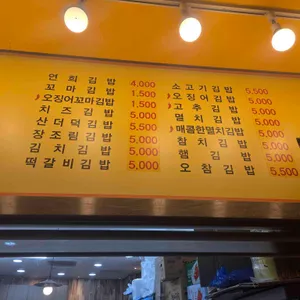 연희김밥 4,000
꼬마김밥 1,500
오징어꼬마김밥 1,500
치즈김밥 5,000
산더덕김밥 5,000
장조림김밥 5,000
김치김밥 5,000
떡갈비김밥 5,000
소고기김밥 5,500
오징어김밥 5,000
고추김밥 5,000
멸치김밥 5,000
매콤한멸치김밥 5,000
참치김밥 5,000
햄김밥 5,000
오참김밥 5,500